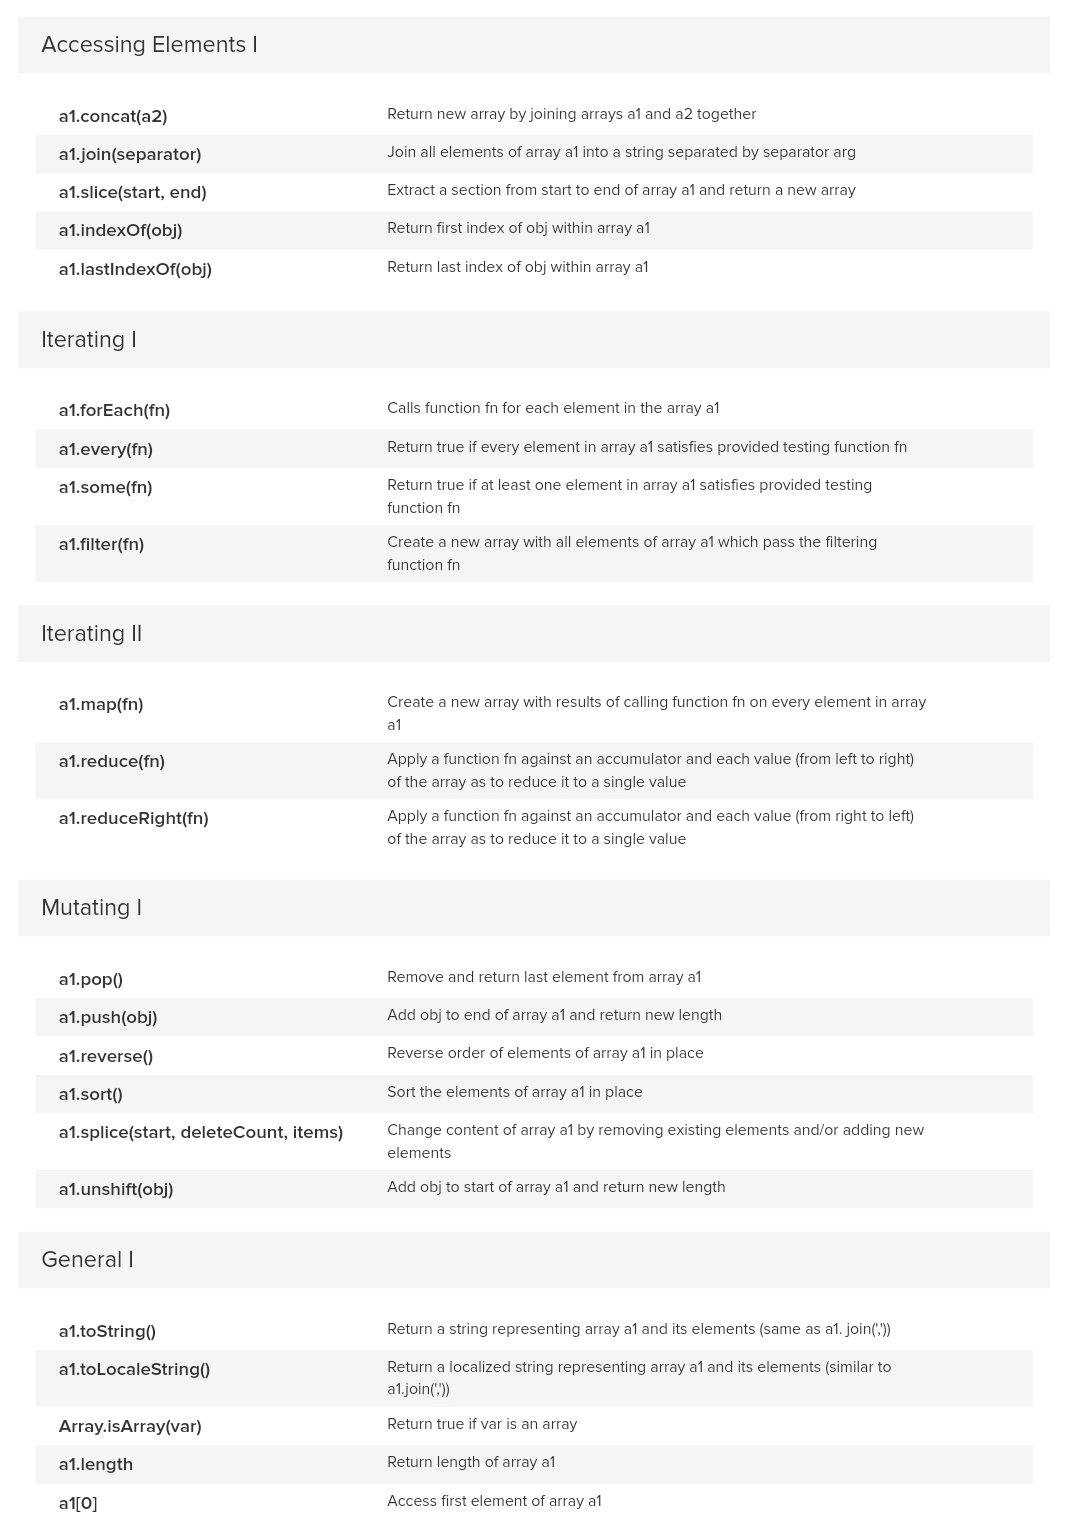 Accessing Elements I
a1.concat(a2) Return new array by joining arrays a1 and a2 together
a1.join(separator) Join all elements of array a1 into a string separated by separator arg
a1.slice(start, end) Extract a section from start to end of array a1 and return a new array
a1.indexOf(obj) Return first index of obj within array a1
a1.lastIndexOf(obj) Return last index of obj within array a1
Iterating I
a1.forEach(fn) Calls function fn for each element in the array a1
a1.every(fn) Return true if every element in array a1 satisfies provided testing function fn
a1.some(fn) Return true if at least one element in array a1 satisfies provided testing
function fn
a1.filter(fn) Create a new array with all elements of array a1 which pass the filtering
function fn
Iterating II
a1.map(fn) Create a new array with results of calling function fn on every element in array
a1
a1.reduce(fn) Apply a function fn against an accumulator and each value (from left to right)
of the array as to reduce it to a single value
a1.reduceRight(fn) Apply a function fn against an accumulator and each value (from right to left)
of the array as to reduce it to a single value
Mutating I
a1.pop() Remove and return last element from array a1
a1.push(obj) Add obj to end of array a1 and return new length
a1.reverse() Reverse order of elements of array a1 in place
a1.sort() Sort the elements of array a1 in place
a1.splice(start, deleteCount, items) Change content of array a1 by removing existing elements and/or adding new
elements
a1.unshift(obj) Add obj to start of array a1 and return new length
General I
a1.toString() Return a string representing array a1 and its elements (same as a1. join(','))
a1.toLocaleString() Return a localized string representing array a1 and its elements (similar to
a1.join(','))
Array.isArray(var) Return true if var is an array
a1.length Return length of array a1
a1[0] Access first element of array a1